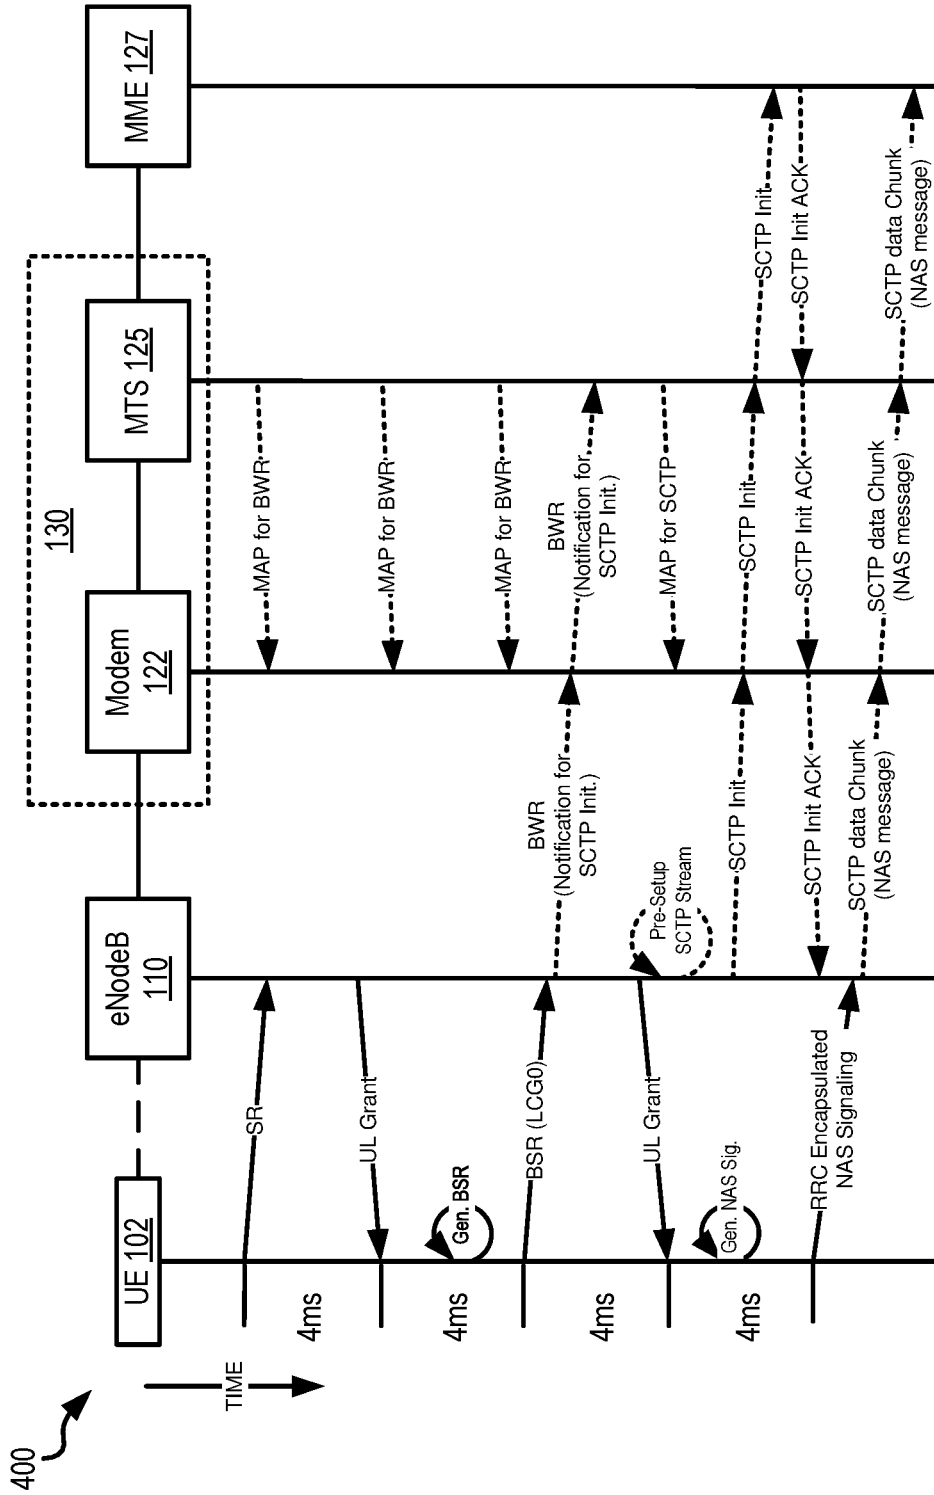 400
130
UE 102
eNodeB
110
Modem
122
MTS 125
MME 127
TIME
SR
MAP for BWR
4ms
UL Grant
MAP for BWR
Gen. BSR
4ms
MAP for BWR
BSR (LCG0)
BWR
(Notification for
SCTP Init.)
BWR
(Notification for
SCTP Init.)
4ms
UL Grant
Pre-Setup
SCTP Stream
MAP for SCTP
Gen. NAS Sig.
4ms
SCTP Init
SCTP Init
SCTP Init
SCTP Init ACK
SCTP Init ACK
SCTP Init ACK
RRC Encapsulated
NAS Signaling
SCTP data Chunk
(NAS message)
SCTP data Chunk
(NAS message)
SCTP data Chunk
(NAS message)